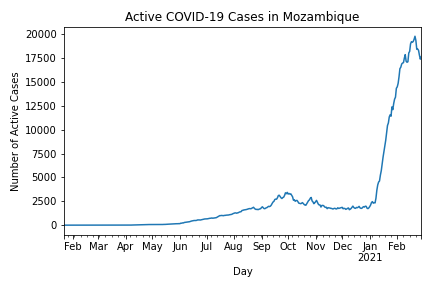 Active COVID-19 Cases in Mozambique
20000
17500
15000
12500
10000
7500
5000
2500
0
Number of Active Cases
Feb Mar Apr May Jun Jul Aug Sep Oct Nov Dec Jan Feb
2021
Day